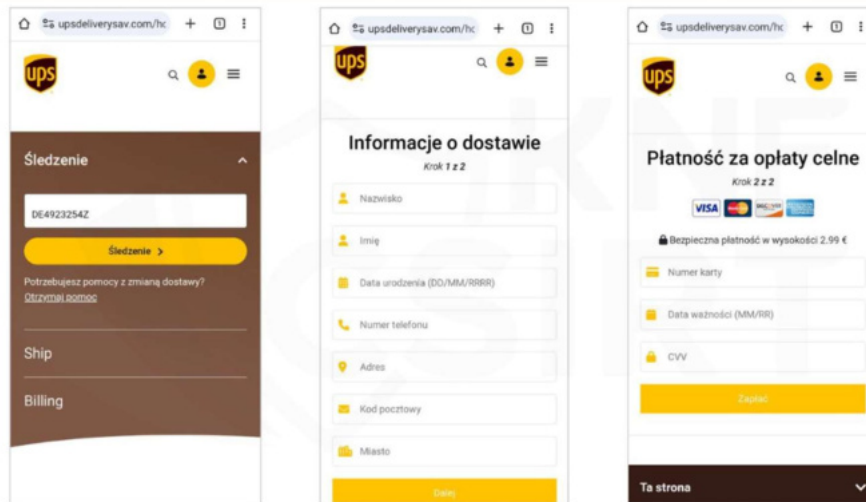 upsdeliverysav.com/hc
ups
Śledzenie
DE4923254Z
Śledzenie >
Potrzebujesz pomocy z zmianą dostawy?
Otrzymaj pomoc
Ship
Billing
upsdeliverysav.com/hc
ups
Informacje o dostawie
Krok 1 z 2
Nazwisko
Imię
Data urodzenia (DD/MM/RRRR)
Numer telefonu
Adres
Kod pocztowy
Miasto
Dalej
upsdeliverysav.com/hc
ups
Płatność za opłaty celne
Krok 2 z 2
VISA
Bezpieczna płatność w wysokości 2.99 €
Numer karty
Data ważności (MM/RR)
CVV
Zapłać
Ta strona
KNF
CSIRT